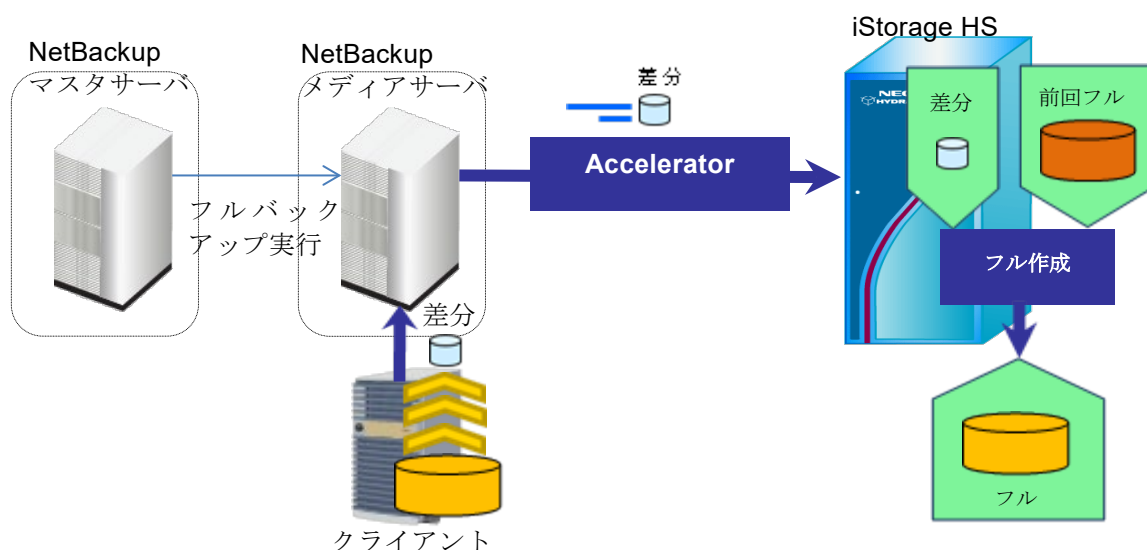 NetBackup
マスタサーバ
フルバック
アップ実行
NetBackup
メディアサーバ
差分
クライアント
差分
Accelerator
iStorage HS
NEC
HYDRA
差分
前回フル
フル作成
フル